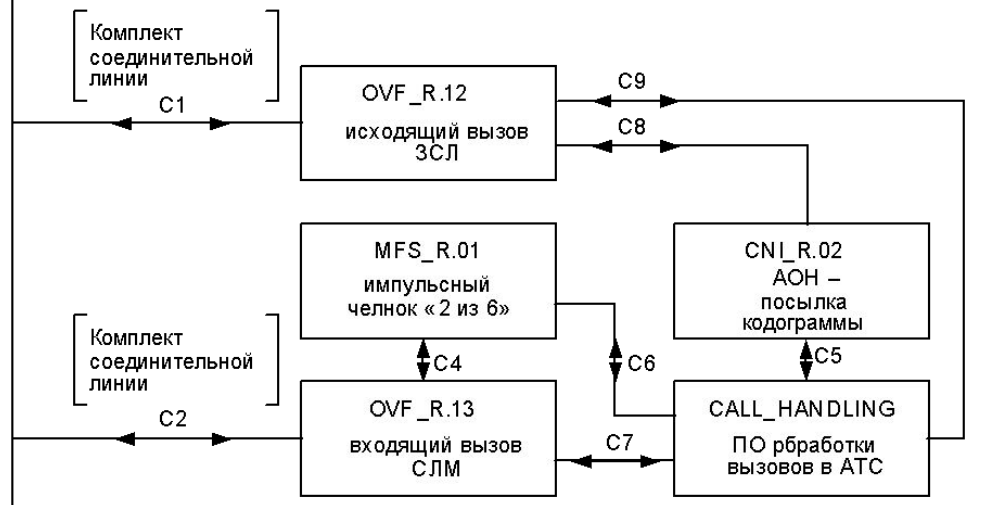 Комплект
соединительной
линии
C1
OVF_R.12
исходящий вызов
ЗСЛ
C9
C8
MFS_R.01
импульсный
челнок «2 из 6»
CNI_R.02
АОН –
посылка
кодограммы
Комплект
соединительной
линии
C2
C4
C6
C5
OVF_R.13
входящий вызов
СЛМ
C7
CALL_HANDLING
ПО рбработки
вызовов в АТС